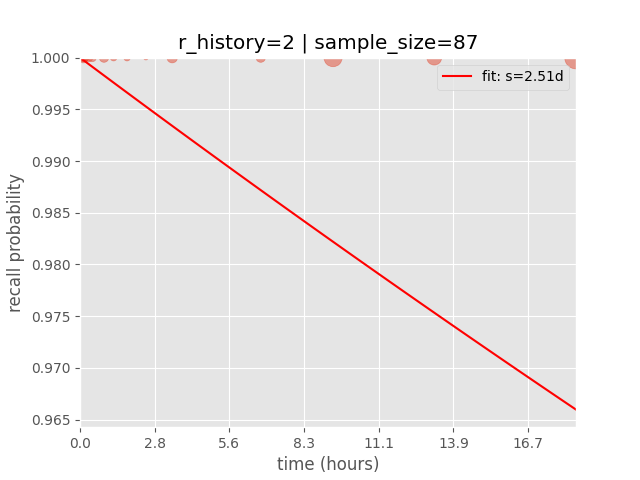 r_history=2 | sample_size=87
fit: s=2.51d
1.000
0.995
0.990
0.985
0.980
0.975
0.970
0.965
recall probability
0.0 2.8 5.6 8.3 11.1 13.9 16.7
time (hours)